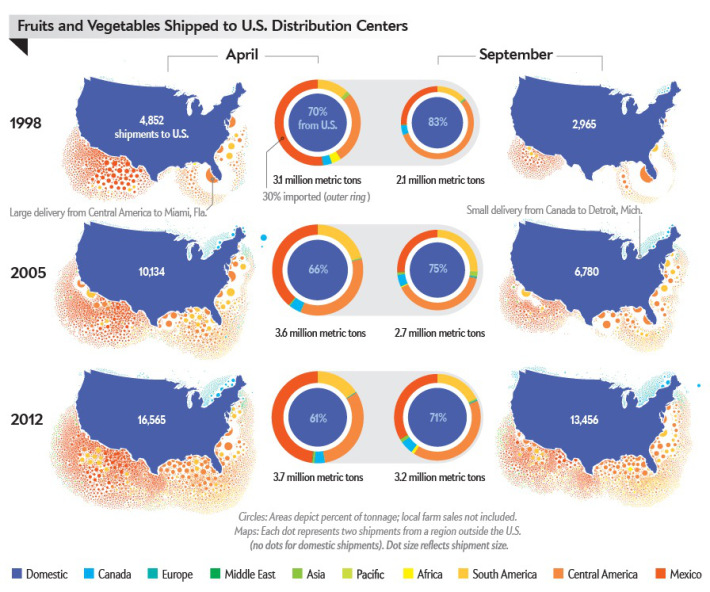 Fruits and Vegetables Shipped to U.S. Distribution Centers
April
September
1998
4,852
shipments to U.S.
70%
from U.S.
83%
2,965
3.1 million metric tons
30% imported (outer ring)
2.1 million metric tons
Large delivery from Central America to Miami, Fla.
Small delivery from Canada to Detroit, Mich.
2005
10,134
66%
75%
6,780
3.6 million metric tons
2.7 million metric tons
2012
16,565
61%
71%
13,456
3.7 million metric tons
3.2 million metric tons
Circles: Areas depict percent of tonnage; local farm sales not included.
Maps: Each dot represents two shipments from a region outside the U.S.
(no dots for domestic shipments). Dot size reflects shipment size.
Domestic
Canada
Europe
Middle East
Asia
Pacific
Africa
South America
Central America
Mexico